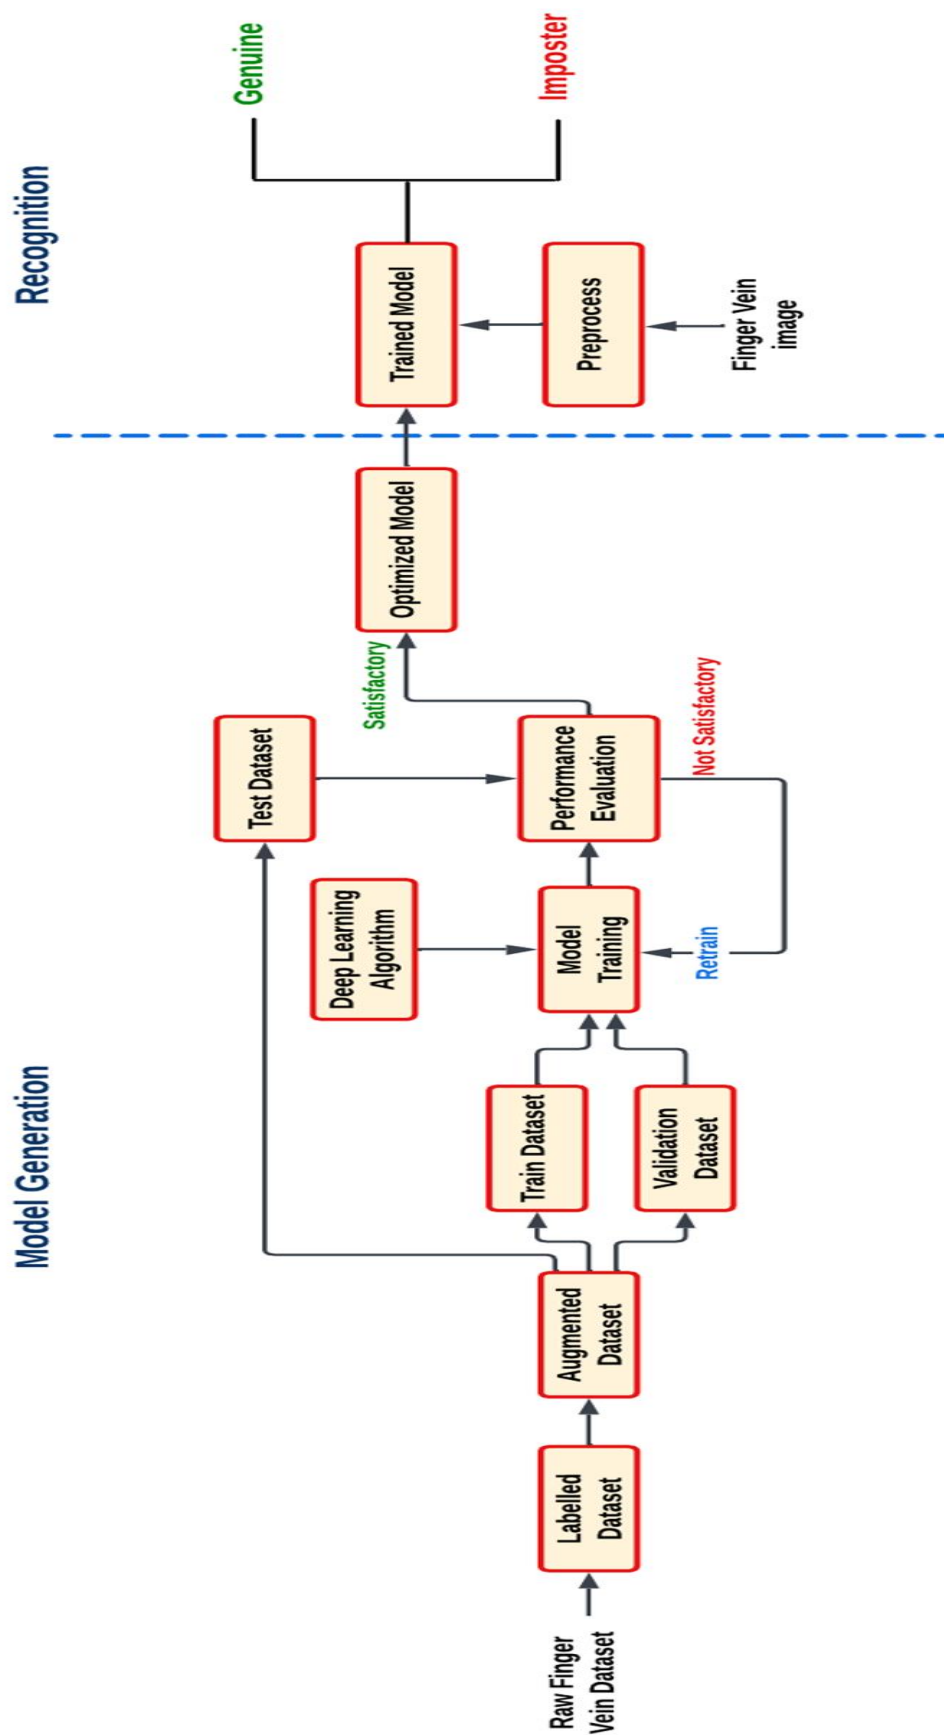 Model Generation
Recognition
Raw Finger
Vein Dataset
Labelled
Dataset
Augmented
Dataset
Train Dataset
Validation
Dataset
Deep Learning
Algorithm
Model
Training
Retrain
Test Dataset
Performance
Evaluation
Satisfactory
Not Satisfactory
Optimized Model
Trained Model
Preprocess
Finger Vein
image
Genuine
Imposter